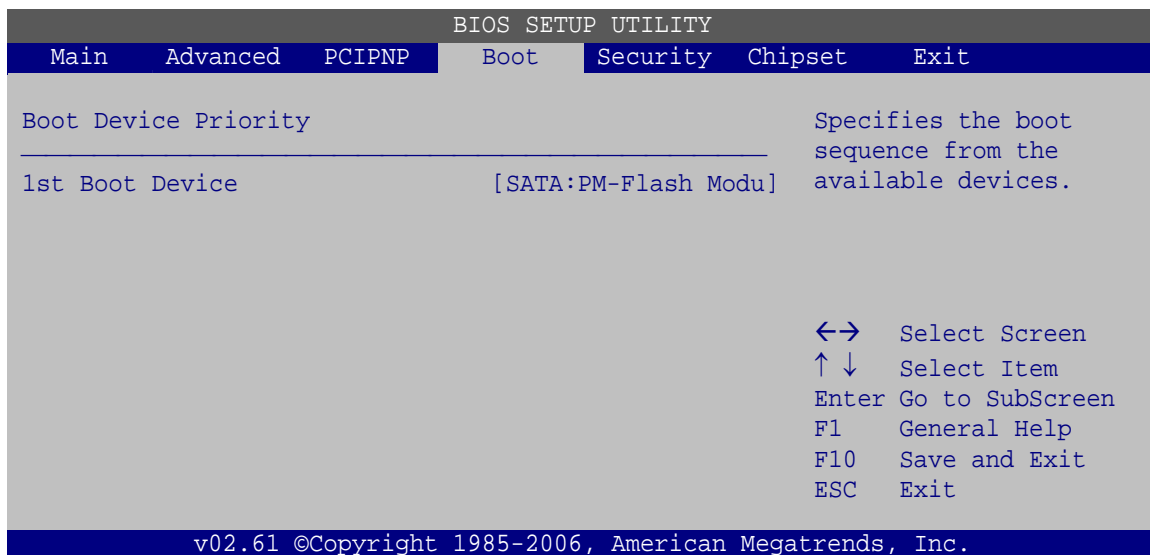 BIOS SETUP UTILITY
Main Advanced PCIPNP Boot Security Chipset Exit
Boot Device Priority
1st Boot Device [SATA:PM-Flash Modu]
Specifies the boot
sequence from the
available devices.
←→ Select Screen
↑ ↓ Select Item
Enter Go to SubScreen
F1 General Help
F10 Save and Exit
ESC Exit
v02.61 ©Copyright 1985-2006, American Megatrends, Inc.